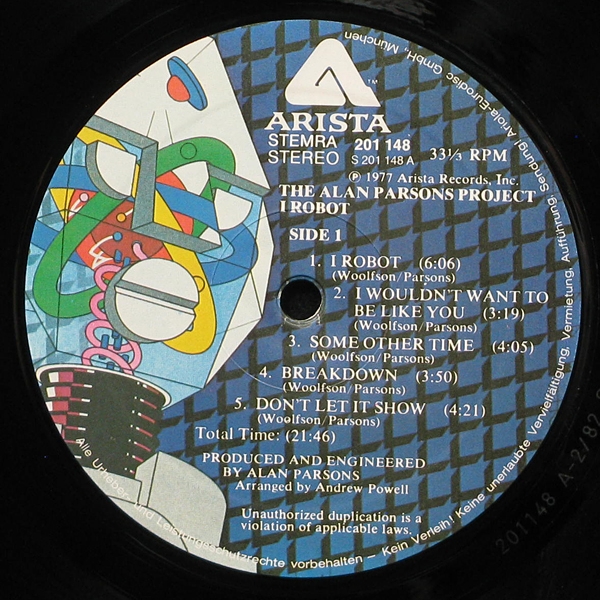 ™
ARISTA
STEMRA 201 148
STEREO S 201 148 A 33⅓ RPM
℗ 1977 Arista Records, Inc.
THE ALAN PARSONS PROJECT
I ROBOT
SIDE 1
1. I ROBOT (6:06)
(Woolfson/Parsons)
2. I WOULDN'T WANT TO
BE LIKE YOU (3:19)
(Woolfson/Parsons)
3. SOME OTHER TIME (4:05)
(Woolfson/Parsons)
4. BREAKDOWN (3:50)
(Woolfson/Parsons)
5. DON'T LET IT SHOW (4:21)
(Woolfson/Parsons)
Total Time: (21:46)
PRODUCED AND ENGINEERED
BY ALAN PARSONS
Arranged by Andrew Powell
Unauthorized duplication is a
violation of applicable laws.
Alle Urheber- und Leistungsschutzrechte vorbehalten – Kein Verleih! Keine unerlaubte Vervielfältigung, Vermietung, Aufführung, Sendung! Ariola-Eurodisc GmbH., München
201148 A-2/82